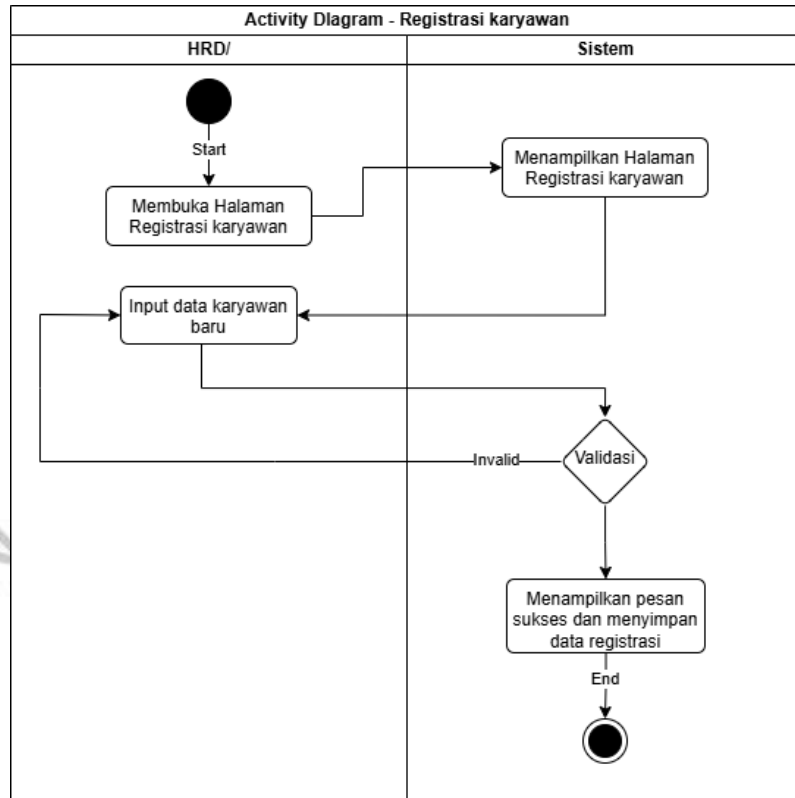 Activity DIagram - Registrasi karyawan
HRD/
Sistem
Start
Membuka Halaman
Registrasi karyawan
Menampilkan Halaman
Registrasi karyawan
Input data karyawan
baru
Validasi
Invalid
Menampilkan pesan
sukses dan menyimpan
data registrasi
End